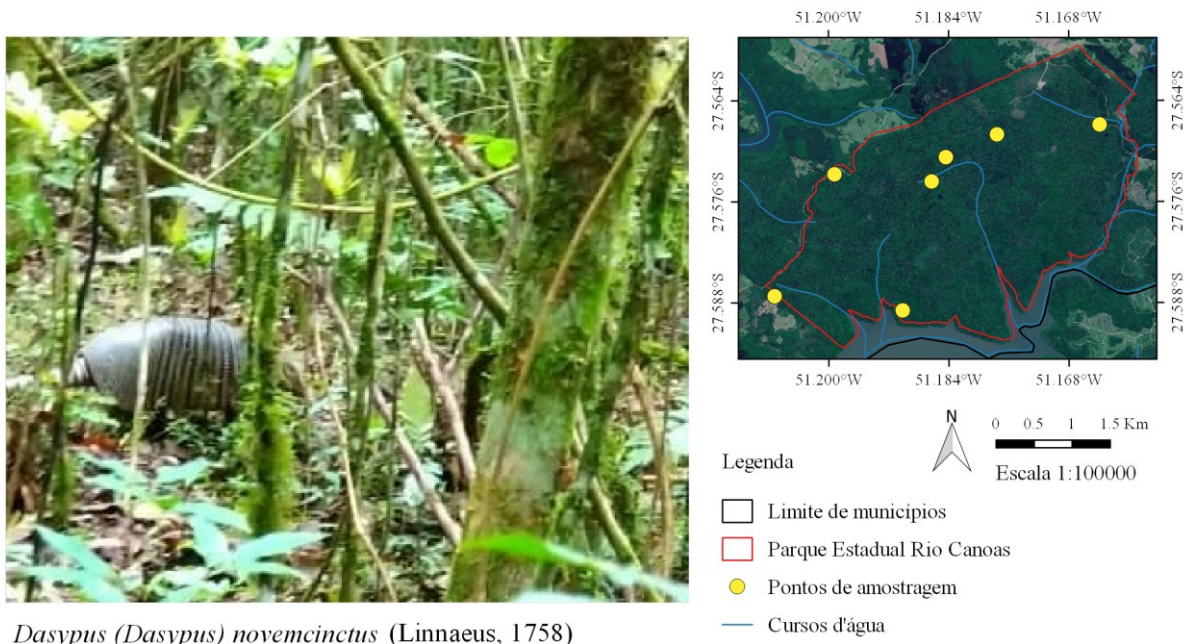 51.200°W 51.184°W 51.168°W
27.564°S 27.564°S
27.576°S 27.576°S
27.588°S 27.588°S
51.200°W 51.184°W 51.168°W
N
0 0.5 1 1.5 Km
Escala 1:100000
Legenda
Limite de municípios
Parque Estadual Rio Canoas
Pontos de amostragem
Cursos d'água
Dasypus (Dasypus) novemcinctus (Linnaeus, 1758)